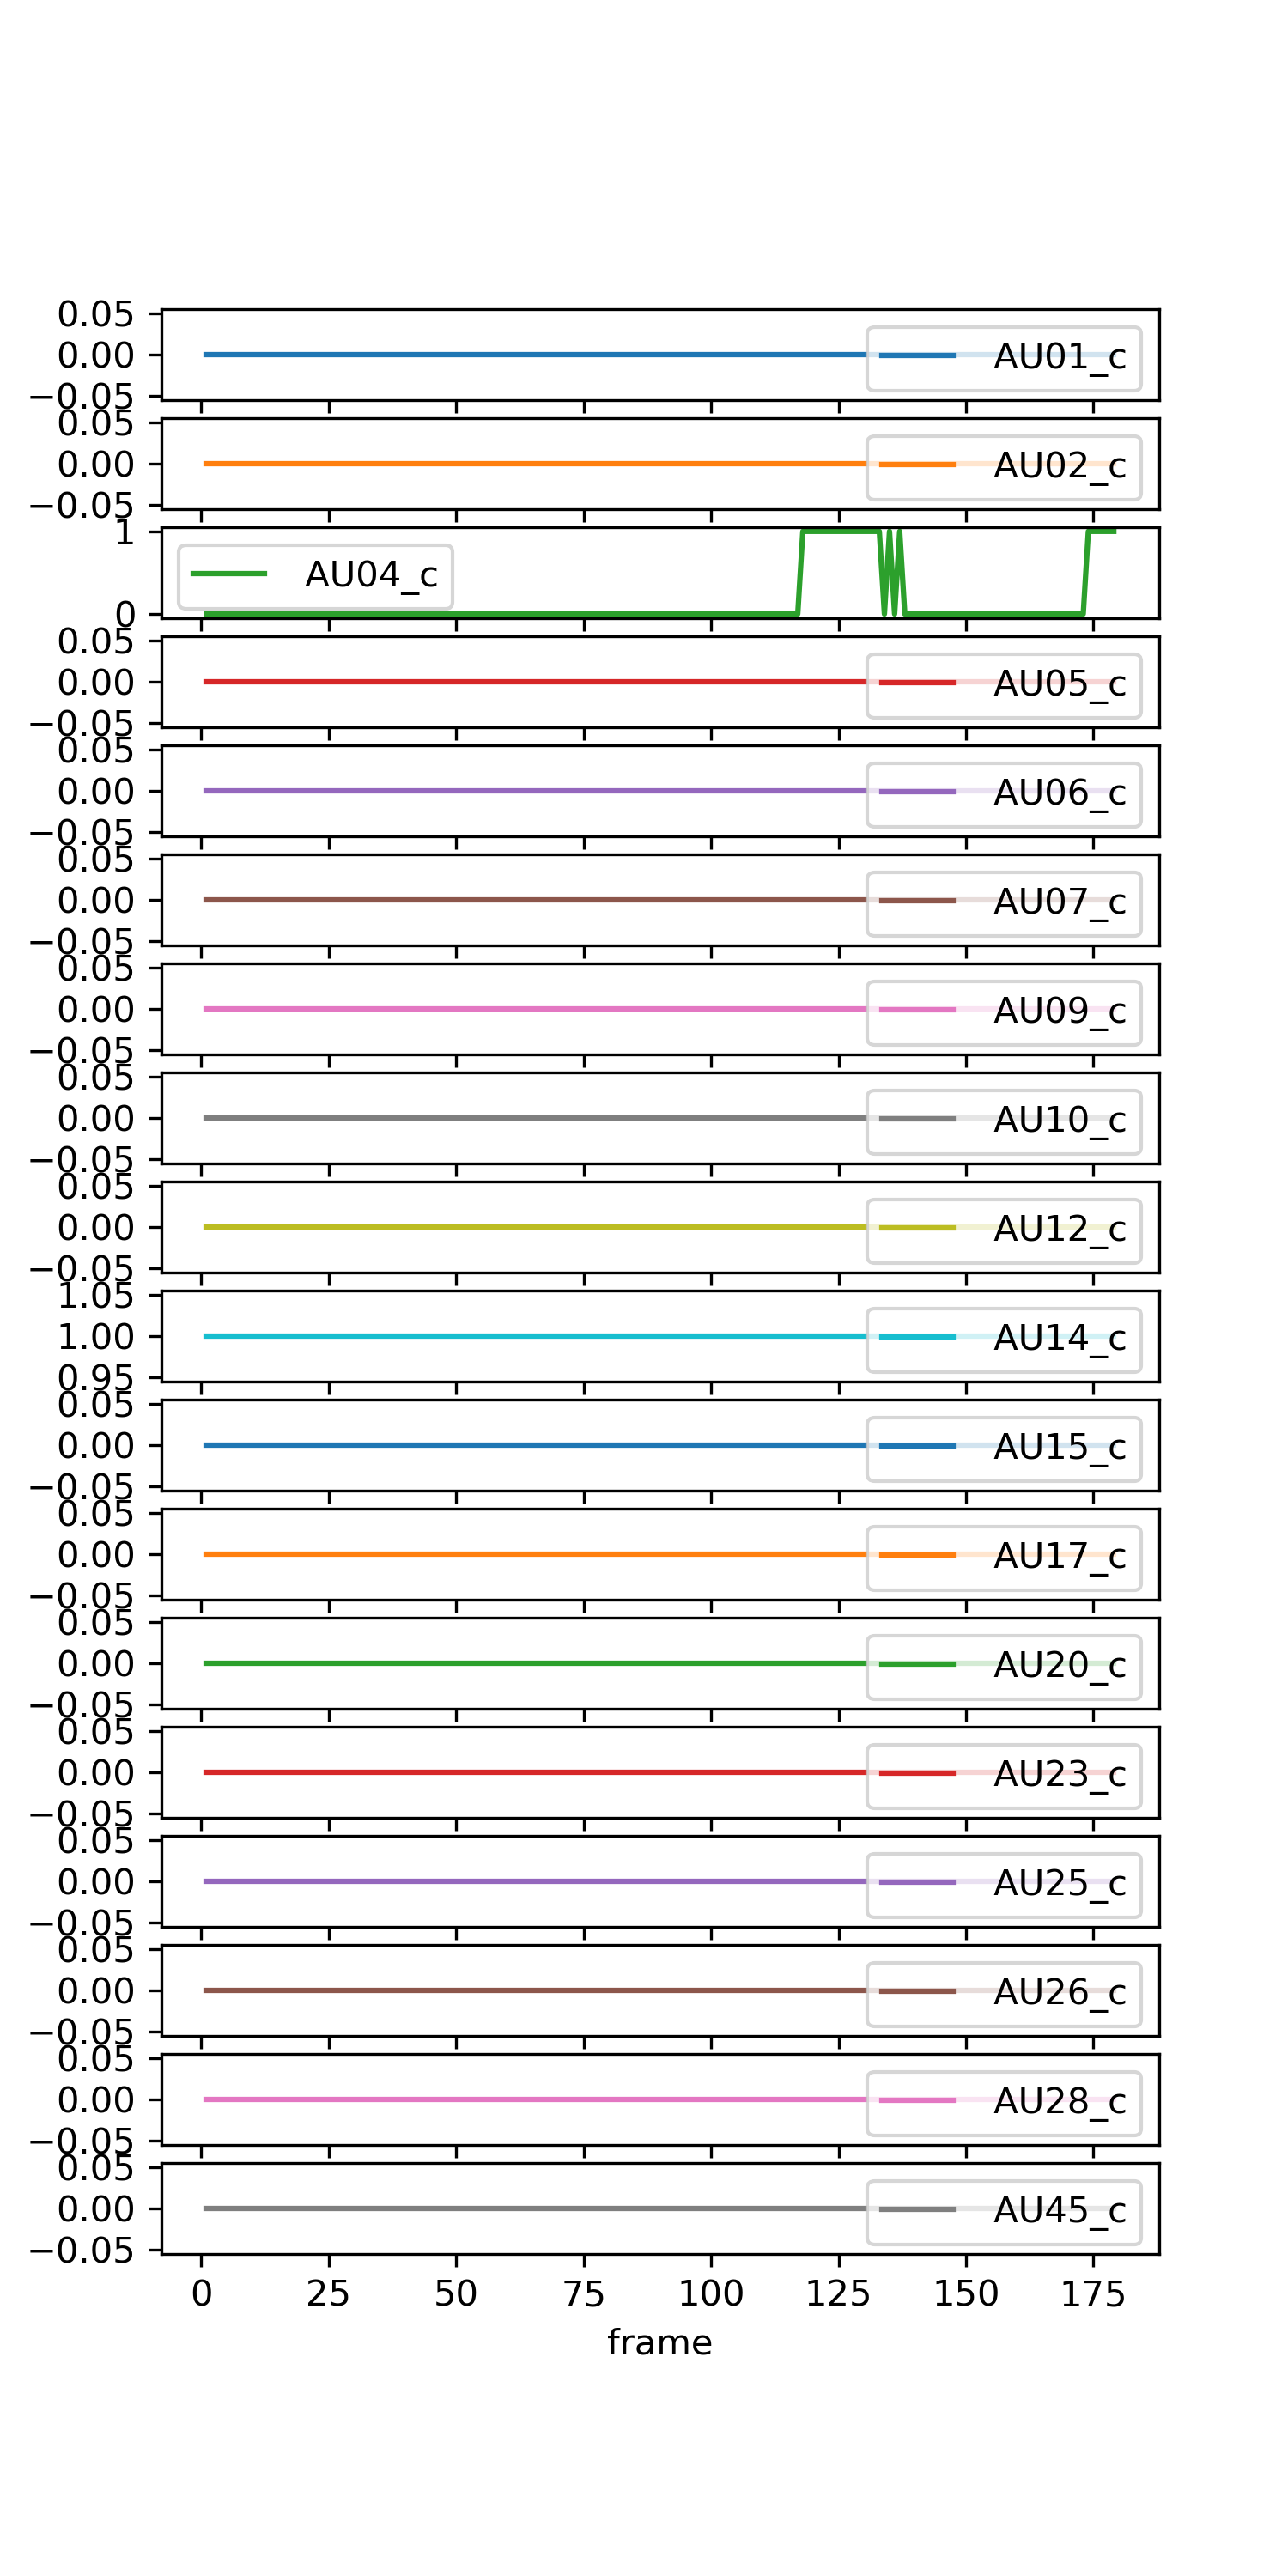 0.05
0.00 AU01_c
−0.05
0.05
0.00 AU02_c
−0.05
1
AU04_c
0
0.05
0.00 AU05_c
−0.05
0.05
0.00 AU06_c
−0.05
0.05
0.00 AU07_c
−0.05
0.05
0.00 AU09_c
−0.05
0.05
0.00 AU10_c
−0.05
0.05
0.00 AU12_c
−0.05
1.05
1.00 AU14_c
0.95
0.05
0.00 AU15_c
−0.05
0.05
0.00 AU17_c
−0.05
0.05
0.00 AU20_c
−0.05
0.05
0.00 AU23_c
−0.05
0.05
0.00 AU25_c
−0.05
0.05
0.00 AU26_c
−0.05
0.05
0.00 AU28_c
−0.05
0.05
0.00 AU45_c
−0.05
0 25 50 75 100 125 150 175
frame